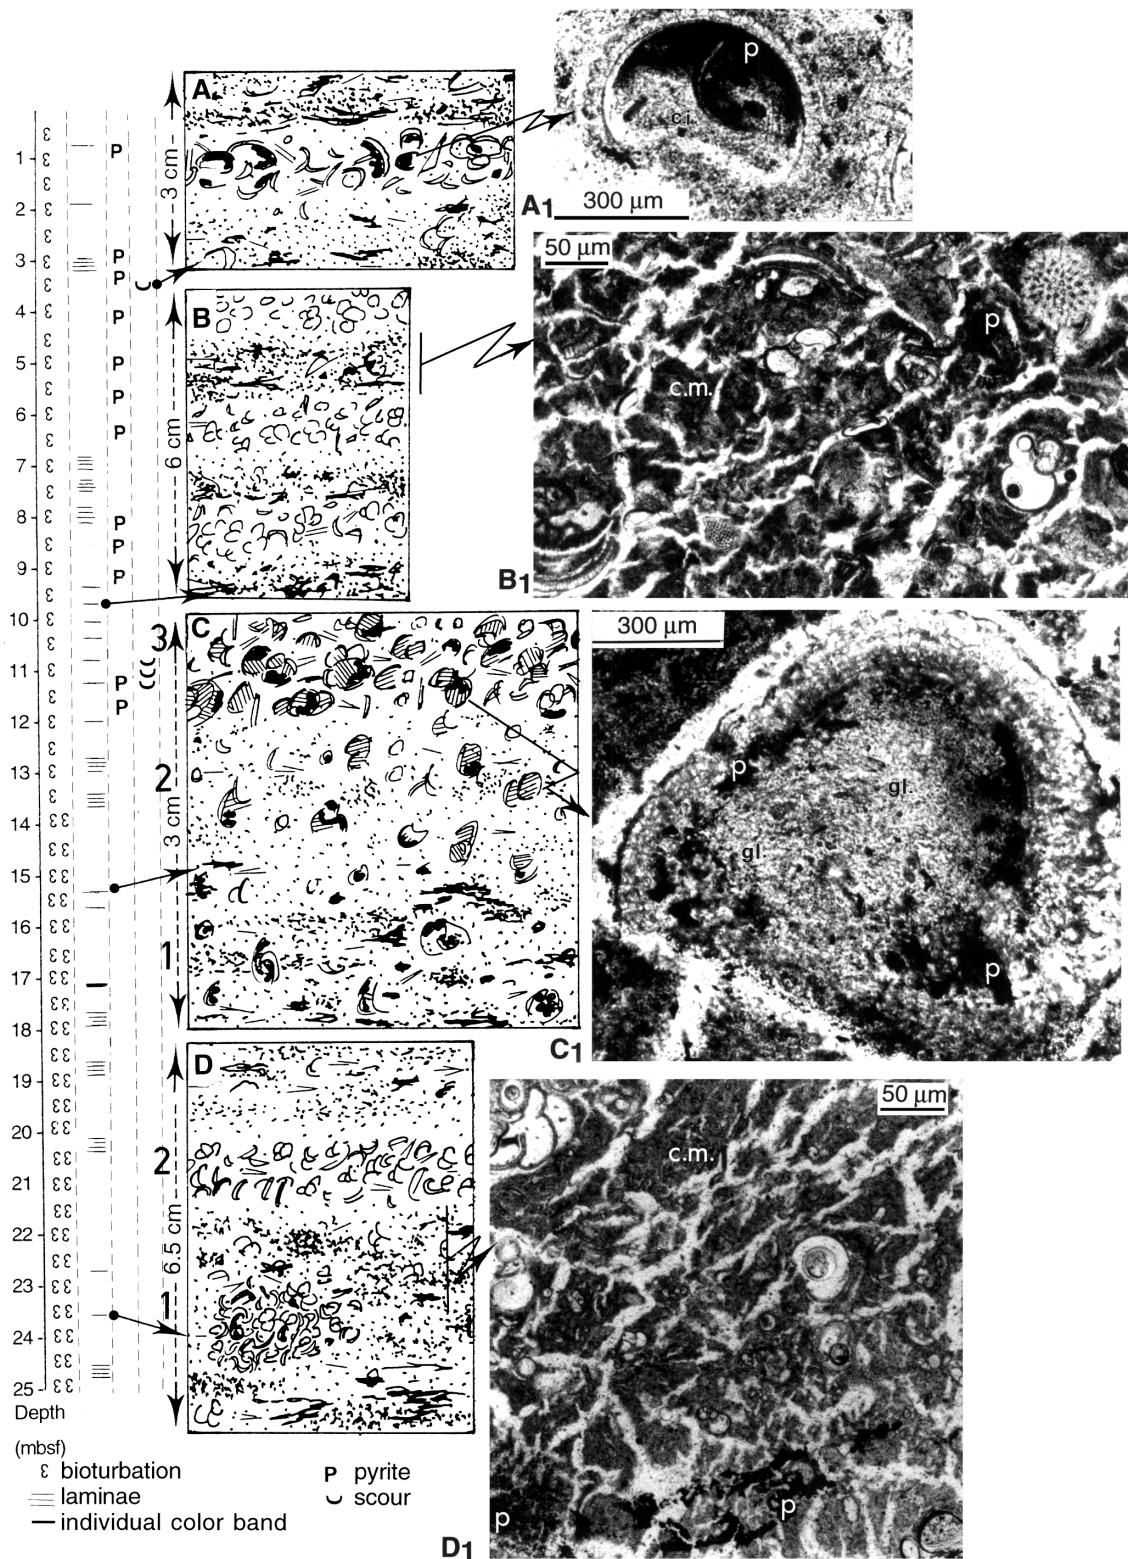 A
3 cm
p
c.i.
f
A1
300 µm
B
6 cm
50 µm
p
c.m.
B1
C
3
2
1
3 cm
300 µm
p
gl.
gl
p
C1
D
2
1
6.5 cm
50 µm
c.m.
p
p
D1
1
2
3
4
5
6
7
8
9
10
11
12
13
14
15
16
17
18
19
20
21
22
23
24
25
P
P
P
P
P
P
P
P
P
P
P
P
Depth
(mbsf)
ε bioturbation
laminae
individual color band
P pyrite
scour